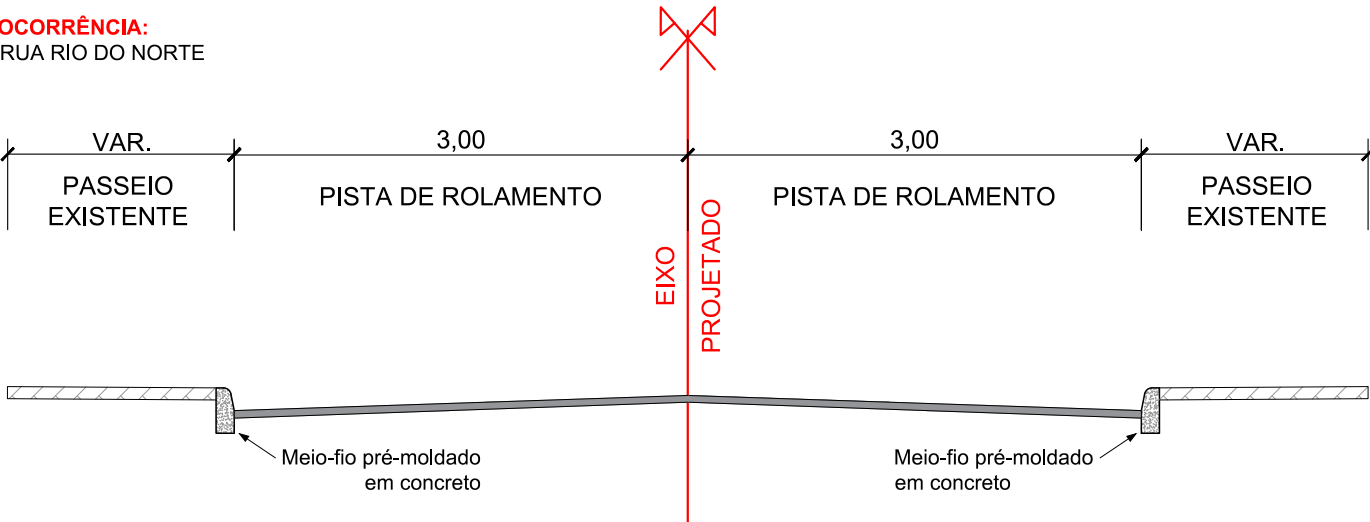 OCORRÊNCIA:
RUA RIO DO NORTE
VAR.
3,00
3,00
VAR.
PASSEIO
EXISTENTE
PISTA DE ROLAMENTO
PISTA DE ROLAMENTO
PASSEIO
EXISTENTE
EIXO
PROJETADO
Meio-fio pré-moldado
em concreto
Meio-fio pré-moldado
em concreto